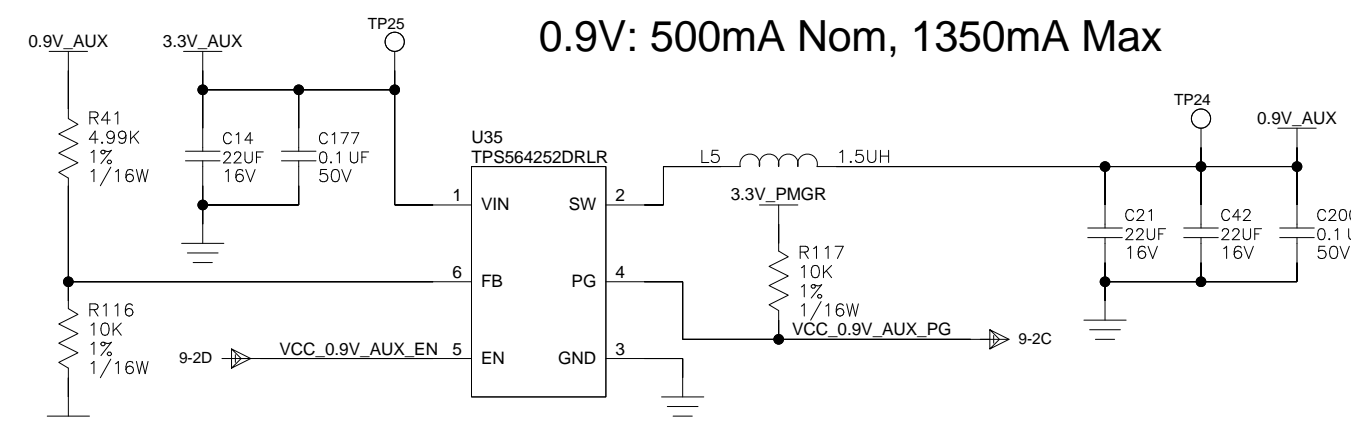 0.9V: 500mA Nom, 1350mA Max
0.9V_AUX
3.3V_AUX
TP25
R41
4.99K
1%
1/16W
C14
22UF
16V
C177
0.1 UF
50V
U35
TPS564252DRLR
1
VIN
SW
2
6
FB
PG
4
5
EN
GND
3
L5
1.5UH
3.3V_PMGR
R117
10K
1%
1/16W
VCC_0.9V_AUX_PG
9-2C
R116
10K
1%
1/16W
9-2D
VCC_0.9V_AUX_EN
TP24
0.9V_AUX
C21
22UF
16V
C42
22UF
16V
0.1
50V